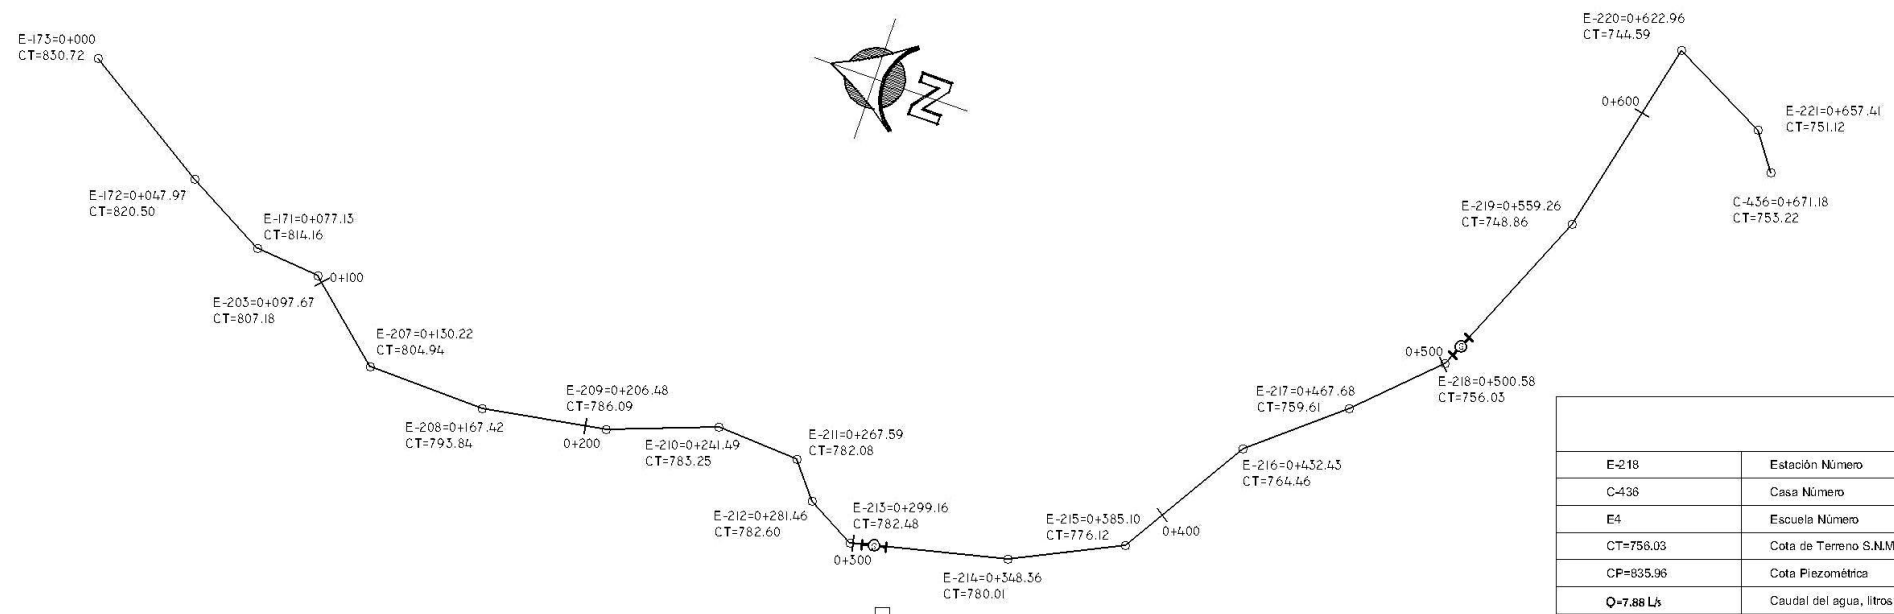 E-173=0+000
CT=830.72
E-172=0+047.97
CT=820.50
E-171=0+077.13
CT=814.16
0+100
E-203=0+097.67
CT=807.18
E-207=0+130.22
CT=804.94
E-208=0+167.42
CT=793.84
E-209=0+206.48
CT=786.09
0+200
E-210=0+241.49
CT=783.25
E-211=0+267.59
CT=782.08
E-212=0+281.46
CT=782.60
E-213=0+299.16
CT=782.48
0+300
E-214=0+348.36
CT=780.01
E-215=0+385.10
CT=776.12
0+400
E-216=0+432.43
CT=764.46
E-217=0+467.68
CT=759.61
0+500
E-218=0+500.58
CT=756.03
E-219=0+559.26
CT=748.86
0+600
E-220=0+622.96
CT=744.59
E-221=0+657.41
CT=751.12
C-436=0+671.18
CT=753.22
N
E-218 Estación Número
C-436 Casa Número
E4 Escuela Número
CT=756.03 Cota de Terreno S.N.M
CP=835.96 Cota Piezométrica
Q=7.88 L/s Caudal del agua, litros